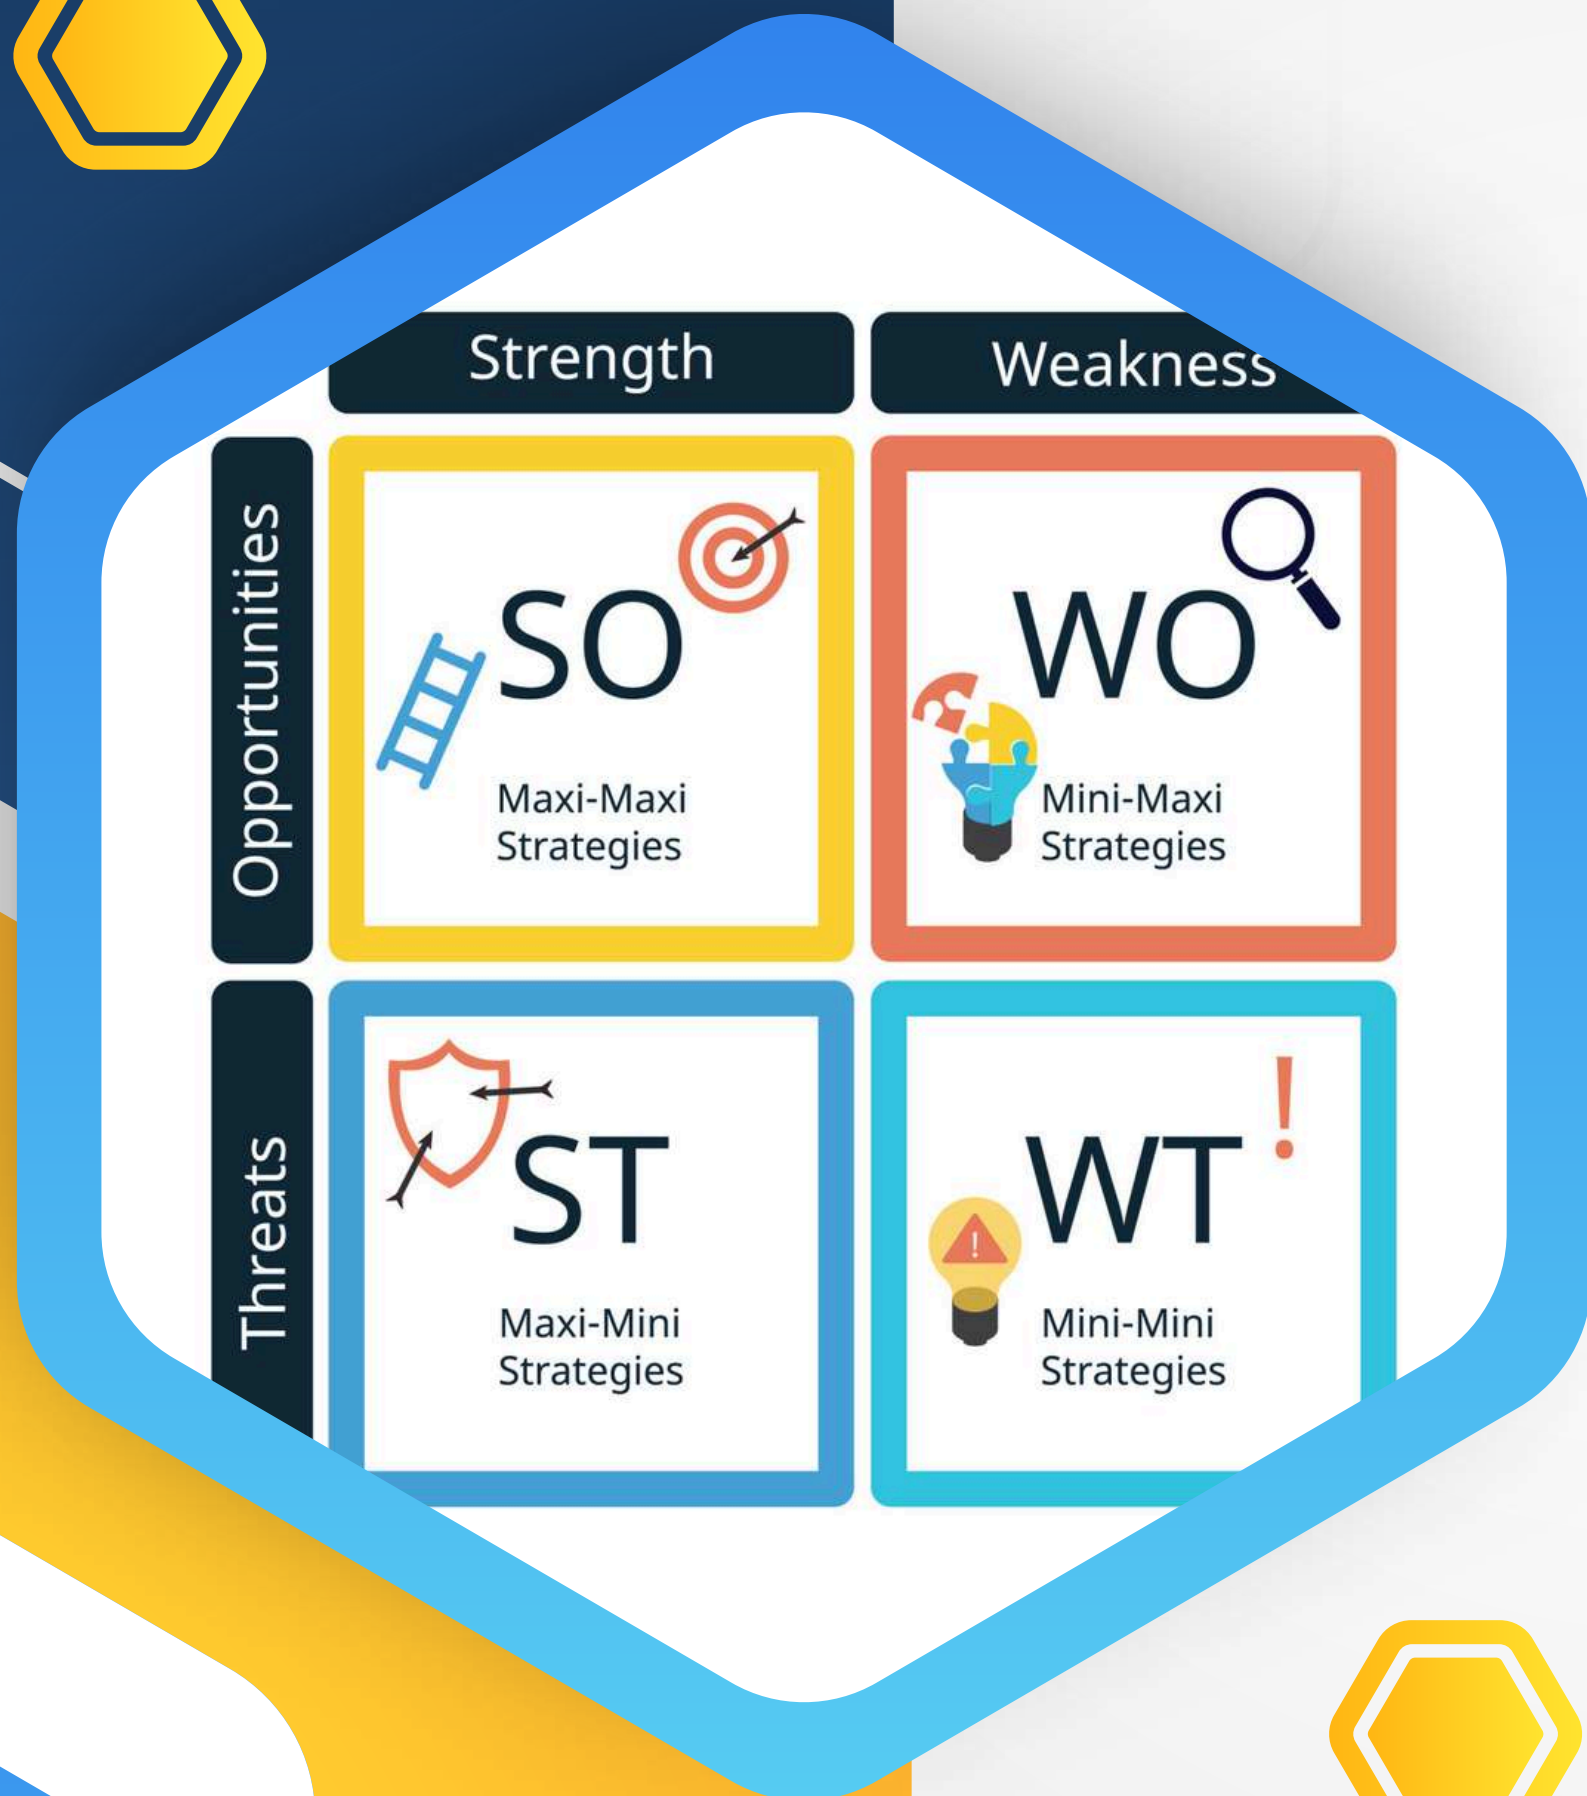 Strength
Weakness
Opportunities
SO
Maxi-Maxi
Strategies
WO
Mini-Maxi
Strategies
Threats
ST
Maxi-Mini
Strategies
!
WT
!
Mini-Mini
Strategies